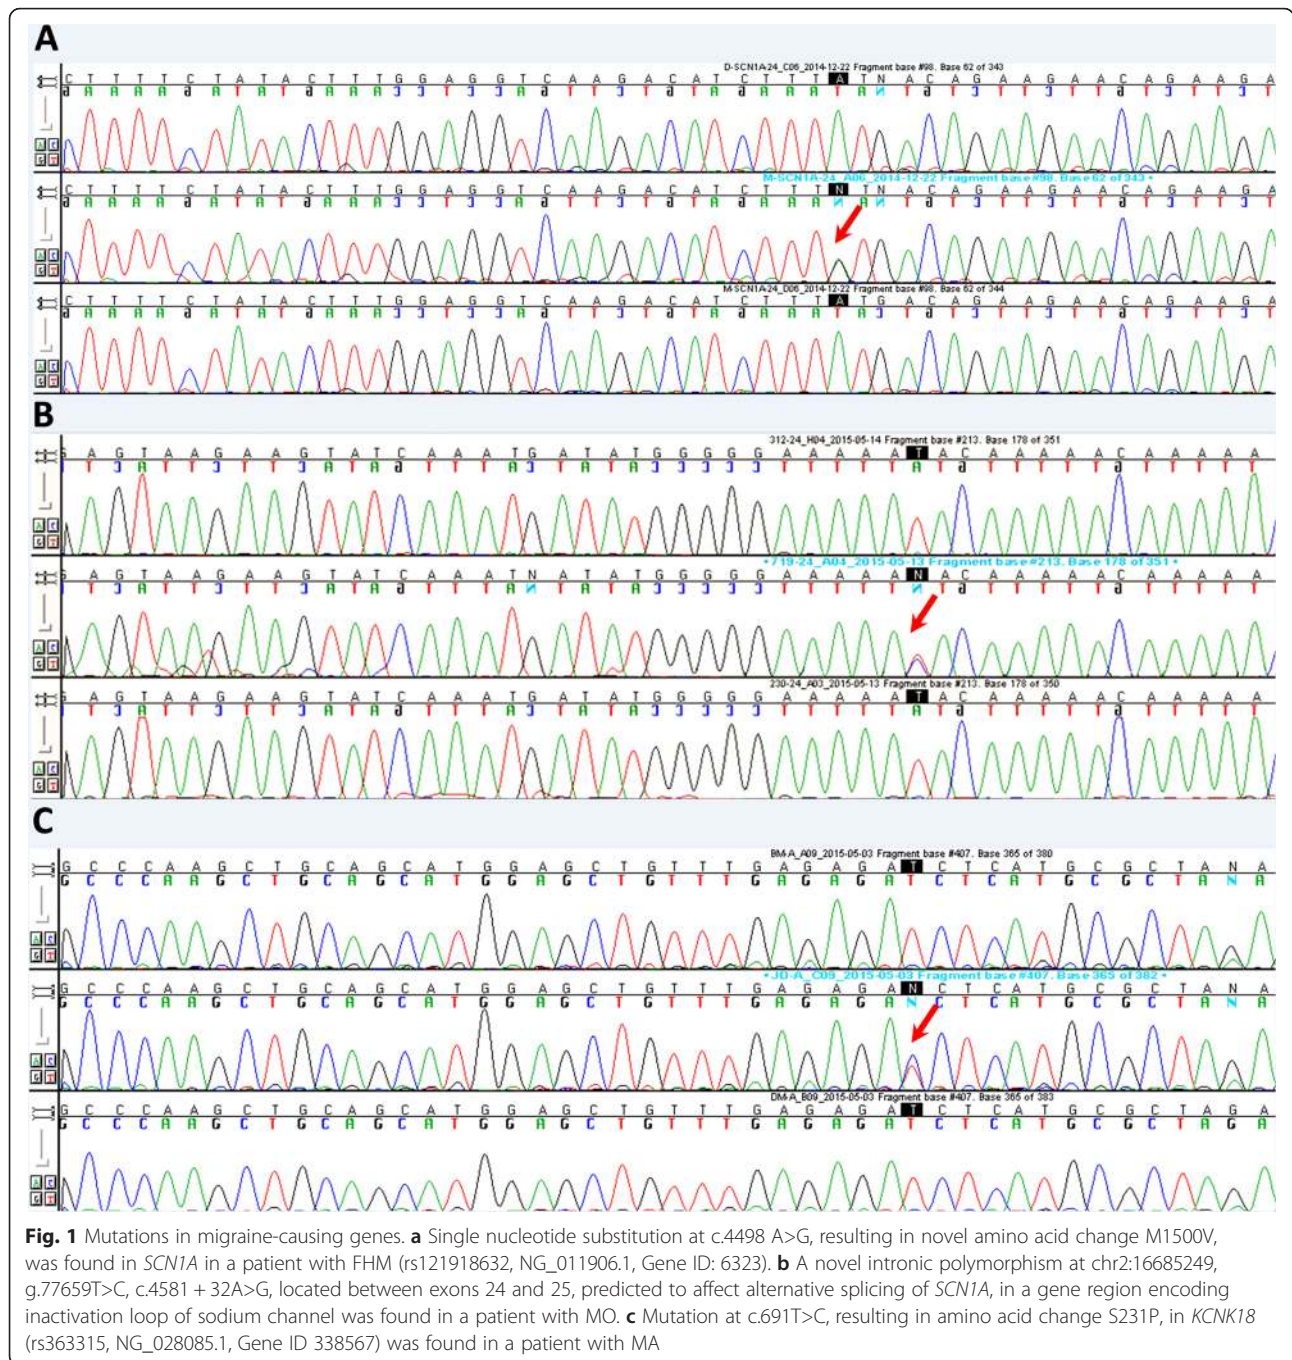 A
D-SCN1A-24_C06_2014-12-22 Fragment base #98. Base 62 of 343
C T T T T C T A T A C T T T G G A G G T C A A G A C A T C T T T A T N A C A G A A G A A C A G A A G A
M-SCN1A-24_A06_2014-12-22 Fragment base #98. Base 62 of 343
C T T T T C T A T A C T T T G G A G G T C A A G A C A T C T T T N T N A C A G A A G A A C A G A A G A
M-SCN1A-24_D06_2014-12-22 Fragment base #98. Base 62 of 344
C T T T T C T A T A C T T T G G A G G T C A A G A C A T C T T T A T G A C A G A A G A A C A G A A G A
B
312-24_H04_2015-05-14 Fragment base #213. Base 178 of 351
G A G T A A G A A G T A T C A A A T G A T A T G G G G G A A A A A T A C A A A A A C A A A A A
719-24_A04_2015-05-13 Fragment base #213. Base 178 of 351
G A G T A A G A A G T A T C A A A T N A T A T G G G G G A A A A A N A C A A A A A C A A A A A
230-24_A03_2015-05-13 Fragment base #213. Base 178 of 350
G A G T A A G A A G T A T C A A A T G A T A T G G G G G A A A A A T A C A A A A A C A A A A A
C
BM-A_A09_2015-05-03 Fragment base #407. Base 365 of 380
G C C C A A G C T G C A G C A T G G A G C T G T T T G A G A G A T C T C A T G C G C T A N A
G C C C A A G C T G C A G C A T G G A G C T G T T T G A G A G A T C T C A T G C G C T A N A
JD-A_C09_2015-05-03 Fragment base #407. Base 365 of 382
G C C C A A G C T G C A G C A T G G A G C T G T T T G A G A G A N C T C A T G C G C T A N A
G C C C A A G C T G C A G C A T G G A G C T G T T T G A G A G A N C T C A T G C G C T A N A
DM-A_B09_2015-05-03 Fragment base #407. Base 365 of 383
G C C C A A G C T G C A G C A T G G A G C T G T T T G A G A G A T C T C A T G C G C T A G A
G C C C A A G C T G C A G C A T G G A G C T G T T T G A G A G A T C T C A T G C G C T A G A
Fig. 1 Mutations in migraine-causing genes. a Single nucleotide substitution at c.4498 A>G, resulting in novel amino acid change M1500V,
was found in SCN1A in a patient with FHM (rs121918632, NG_011906.1, Gene ID: 6323). b A novel intronic polymorphism at chr2:16685249,
g.77659T>C, c.4581 + 32A>G, located between exons 24 and 25, predicted to affect alternative splicing of SCN1A, in a gene region encoding
inactivation loop of sodium channel was found in a patient with MO. c Mutation at c.691T>C, resulting in amino acid change S231P, in KCNK18
(rs363315, NG_028085.1, Gene ID 338567) was found in a patient with MA